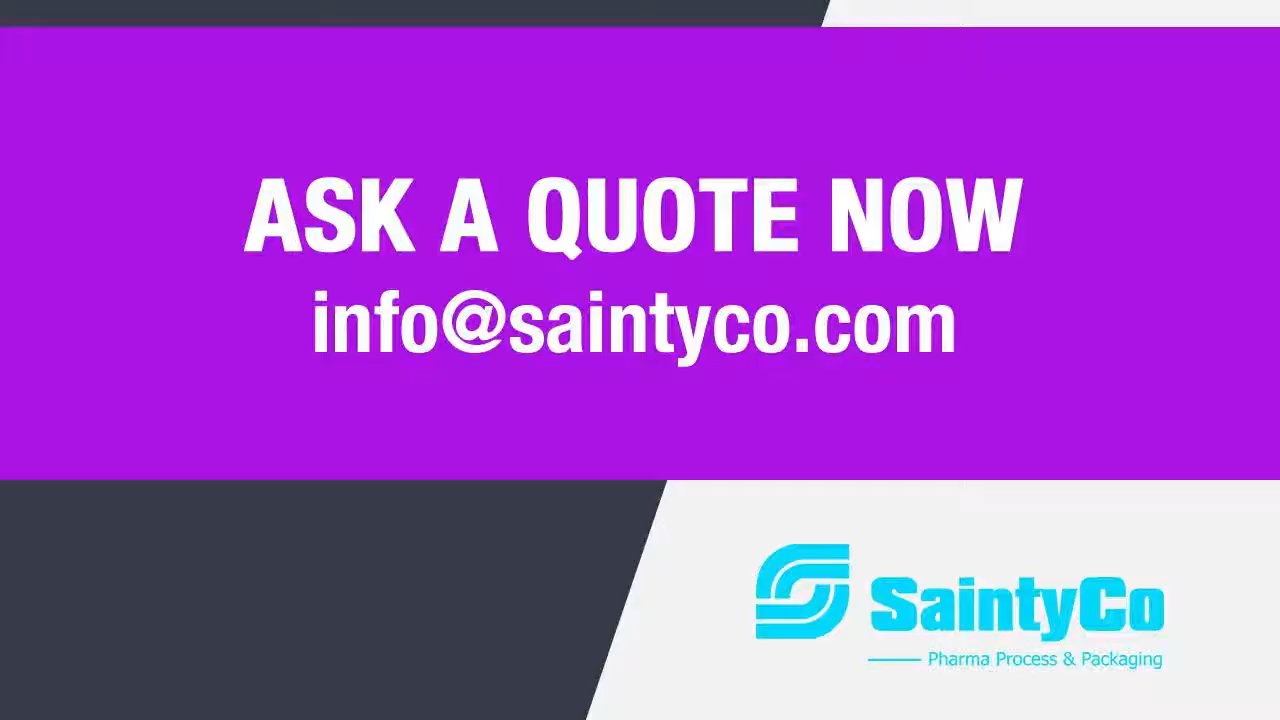 ASK A QUOTE NOW
info@saintyco.com
SaintyCo
Pharma Process & Packaging